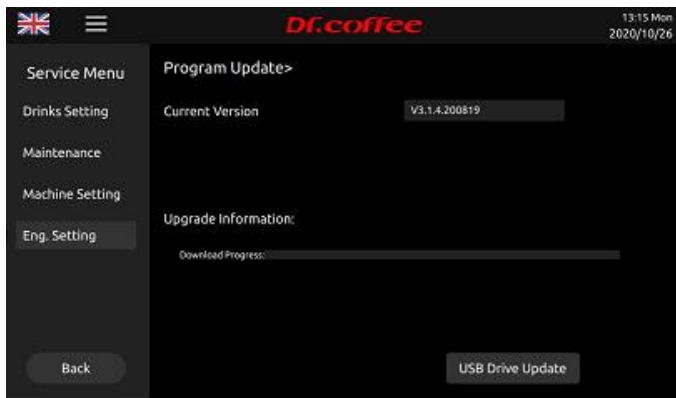 Dr.coffee
13:15 Mon
2020/10/26
Service Menu
Drinks Setting
Maintenance
Machine Setting
Eng. Setting
Back
Program Update>
Current Version
V3.1.4.200819
Upgrade Information:
Download Progress:
USB Drive Update